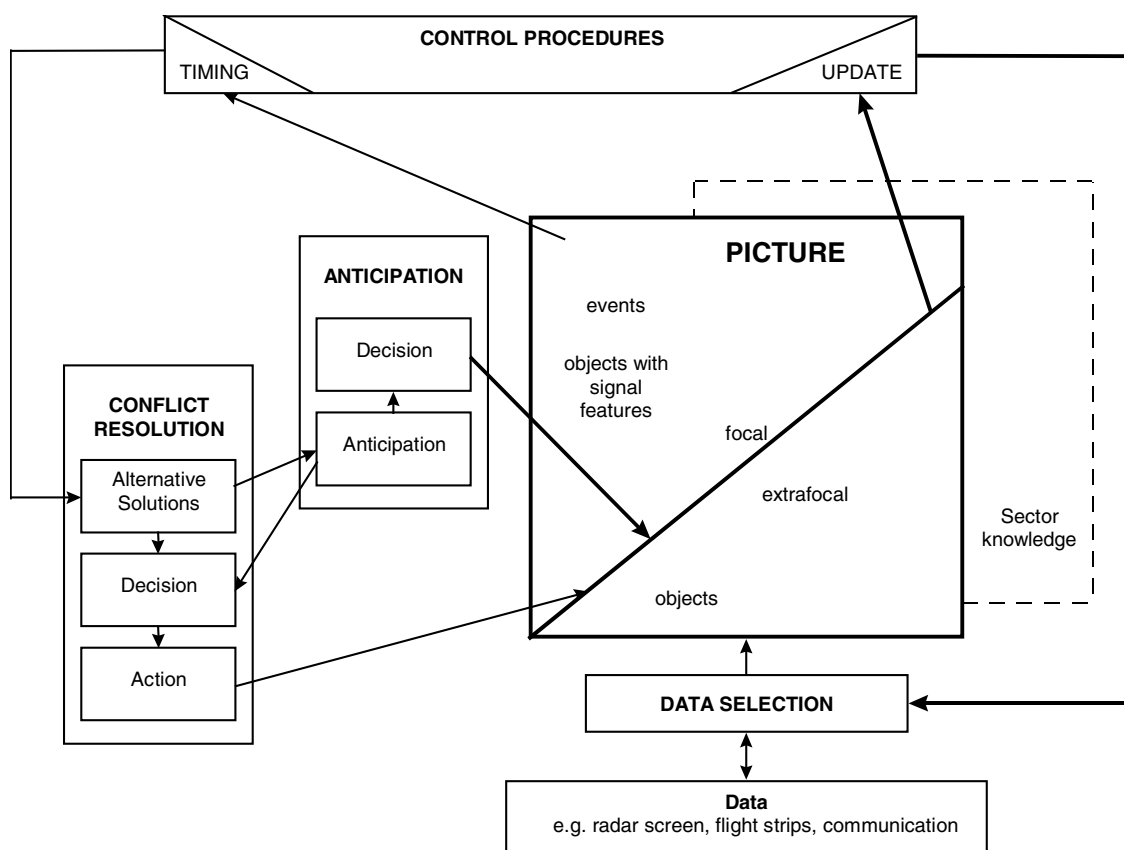 CONTROL PROCEDURES
TIMING
UPDATE
PICTURE
events
objects with
signal
features
focal
extrafocal
objects
Sector
knowledge
ANTICIPATION
Decision
Anticipation
CONFLICT
RESOLUTION
Alternative
Solutions
Decision
Action
DATA SELECTION
Data
e.g. radar screen, flight strips, communication